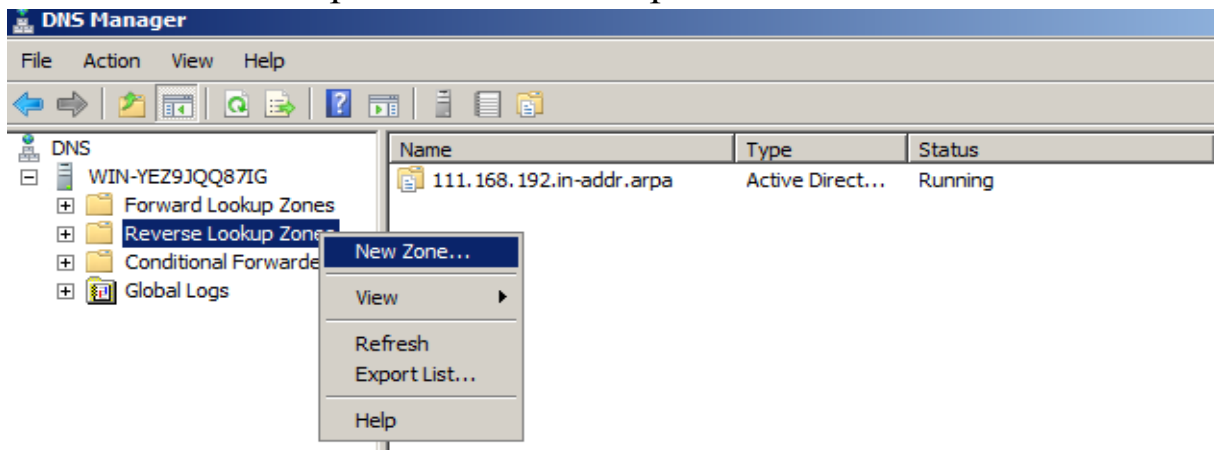 DNS Manager
File Action View Help
DNS
WIN-YEZ9JQQ87IG
Forward Lookup Zones
Reverse Lookup Zones
Conditional Forwarde
Global Logs
Name Type Status
111.168.192.in-addr.arpa Active Direct... Running
New Zone...
View
Refresh
Export List...
Help